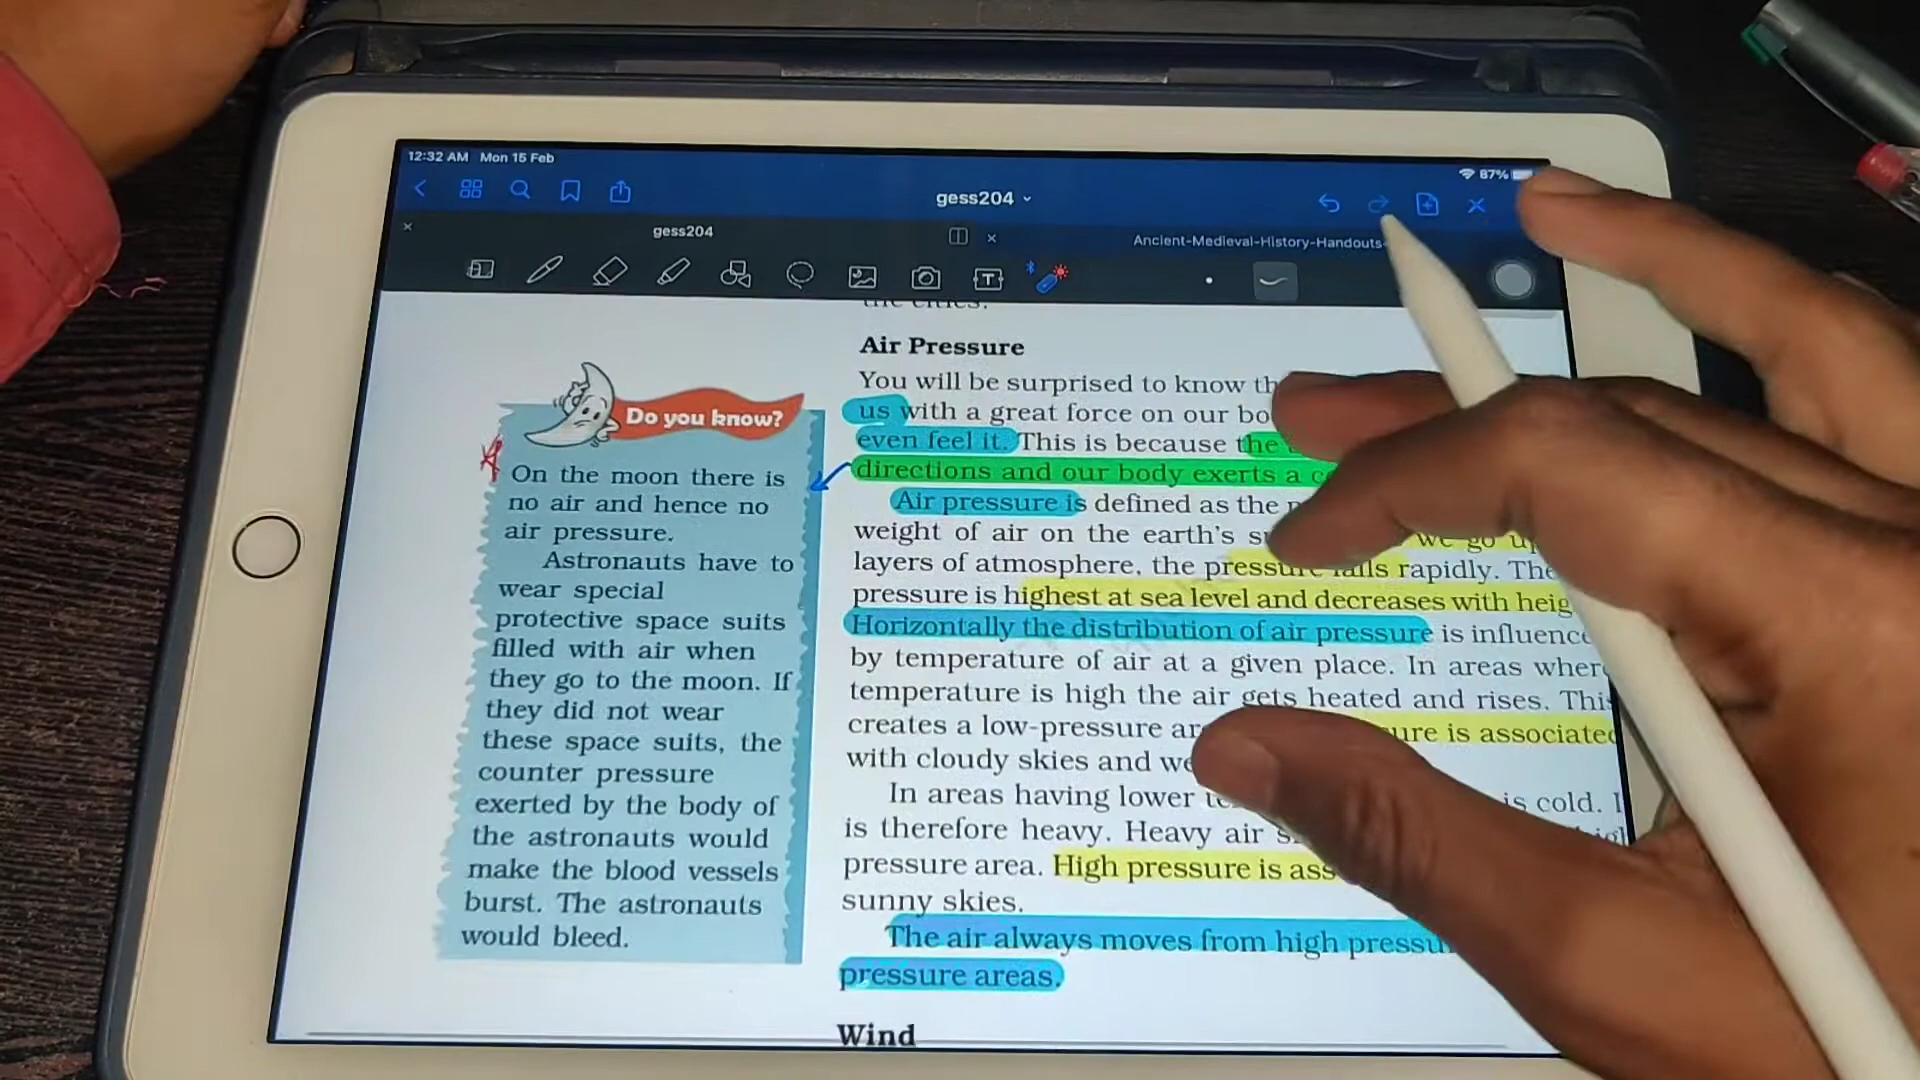 12:32 AM Mon 15 Feb
87%
gess204
gess204
Ancient-Medieval-History-Handouts-
T
the cities.
Do you know?
On the moon there is
no air and hence no
air pressure.
Astronauts have to
wear special
protective space suits
filled with air when
they go to the moon. If
they did not wear
these space suits, the
counter pressure
exerted by the body of
the astronauts would
make the blood vessels
burst. The astronauts
would bleed.
Air Pressure
You will be surprised to know
us with a great force on our
even feel it. This is because the
directions and our body exerts a
Air pressure is defined as the
weight of air on the earth's we go up
layers of atmosphere, the pressure falls rapidly. The
pressure is highest at sea level and decreases with
Horizontally the distribution of air pressure is
by temperature of air at a given place. In areas
temperature is high the air gets heated and rises. This
creates a low-pressure is associated
with cloudy skies and
In areas having lower is cold.
is therefore heavy. Heavy air
pressure area. High pressure is
sunny skies.
The air always moves from high
pressure areas.
Wind